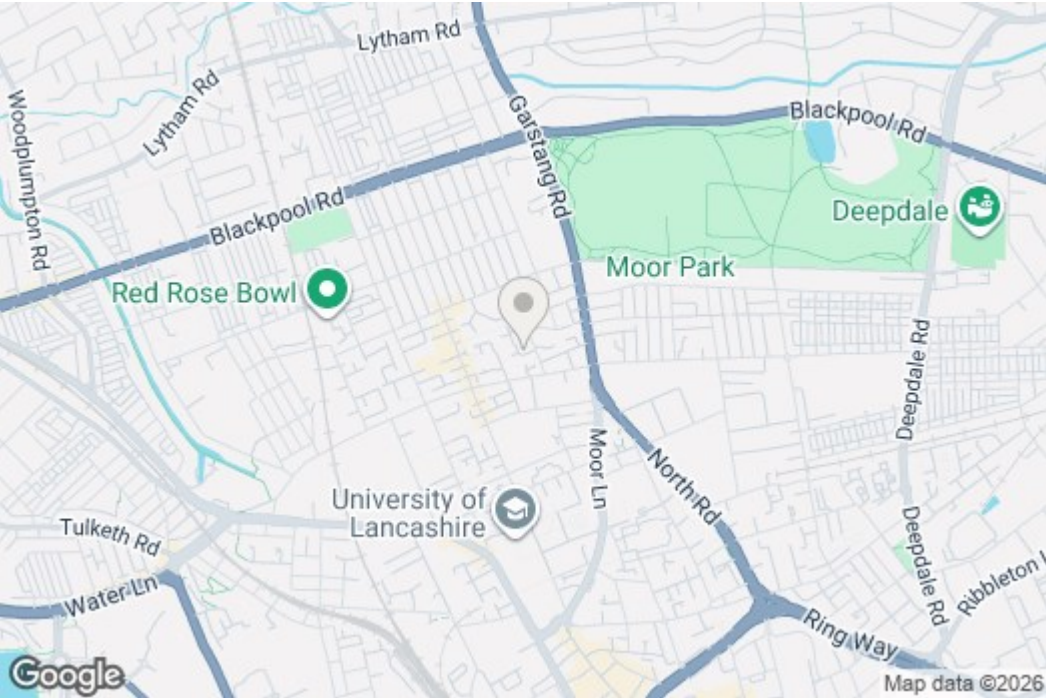 Lytham Rd
Lytham Rd
Woodplumpton Rd
Garstang Rd
Blackpool Rd
Blackpool Rd
Deepdale
Moor Park
Red Rose Bowl
Deepdale Rd
Moor Ln
North Rd
University of
Lancashire
Tulketh Rd
Water Ln
Deepdale Rd
Ribbleton
Ring Way
Google
Map data ©2026